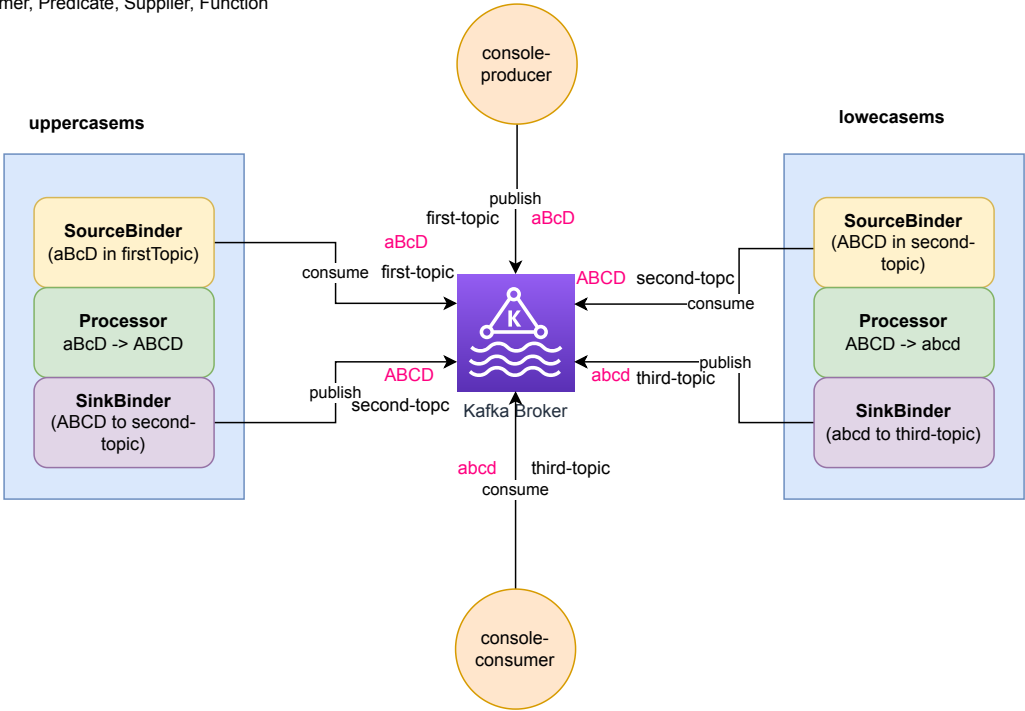 Predicate, Supplier, Function
console-
producer
uppercasems
lowecasems
publish
first-topic aBcD
SourceBinder
(aBcD in firstTopic)
aBcD
consume first-topic
Processor
aBcD -> ABCD
SinkBinder
(ABCD to second-
topic)
ABCD
publish
second-topc
K
Kafka Broker
ABCD second-topc
consume
SourceBinder
(ABCD in second-
topic)
Processor
ABCD -> abcd
publish
abcd third-topic
SinkBinder
(abcd to third-topic)
abcd third-topic
consume
console-
consumer